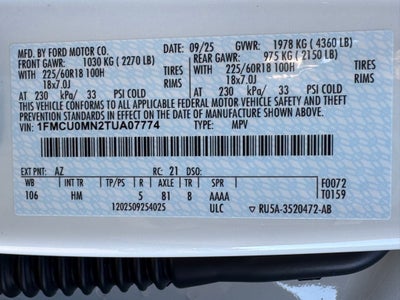 MFD. BY FORD MOTOR CO. 09/25 GVWR: 1978 KG ( 4360 LB)
FRONT GAWR: 1030 KG ( 2270 LB) REAR GAWR: 975 KG ( 2150 LB)
WITH TIRES WITH TIRES
225/60R18 100H RIMS 225/60R18 100H RIMS
18x7.0J 18x7.0J
AT 230 kPa/ 33 PSI COLD AT 230 kPa/ 33 PSI COLD
THIS VEHICLE CONFORMS TO ALL APPLICABLE FEDERAL MOTOR VEHICLE SAFETY AND THEFT
PREVENTION STANDARDS IN EFFECT ON THE DATE OF MANUFACTURE SHOWN ABOVE.
VIN: 1FMCU0MN2TUA07774 TYPE: MPV
EXT PNT: AZ RC: 21 DSO:
WB INT TR TP/PS R AXLE TR SPR F0072
106 HM 5 81 8 AAAA T0159
1202509254025 ULC RU5A-3520472-AB